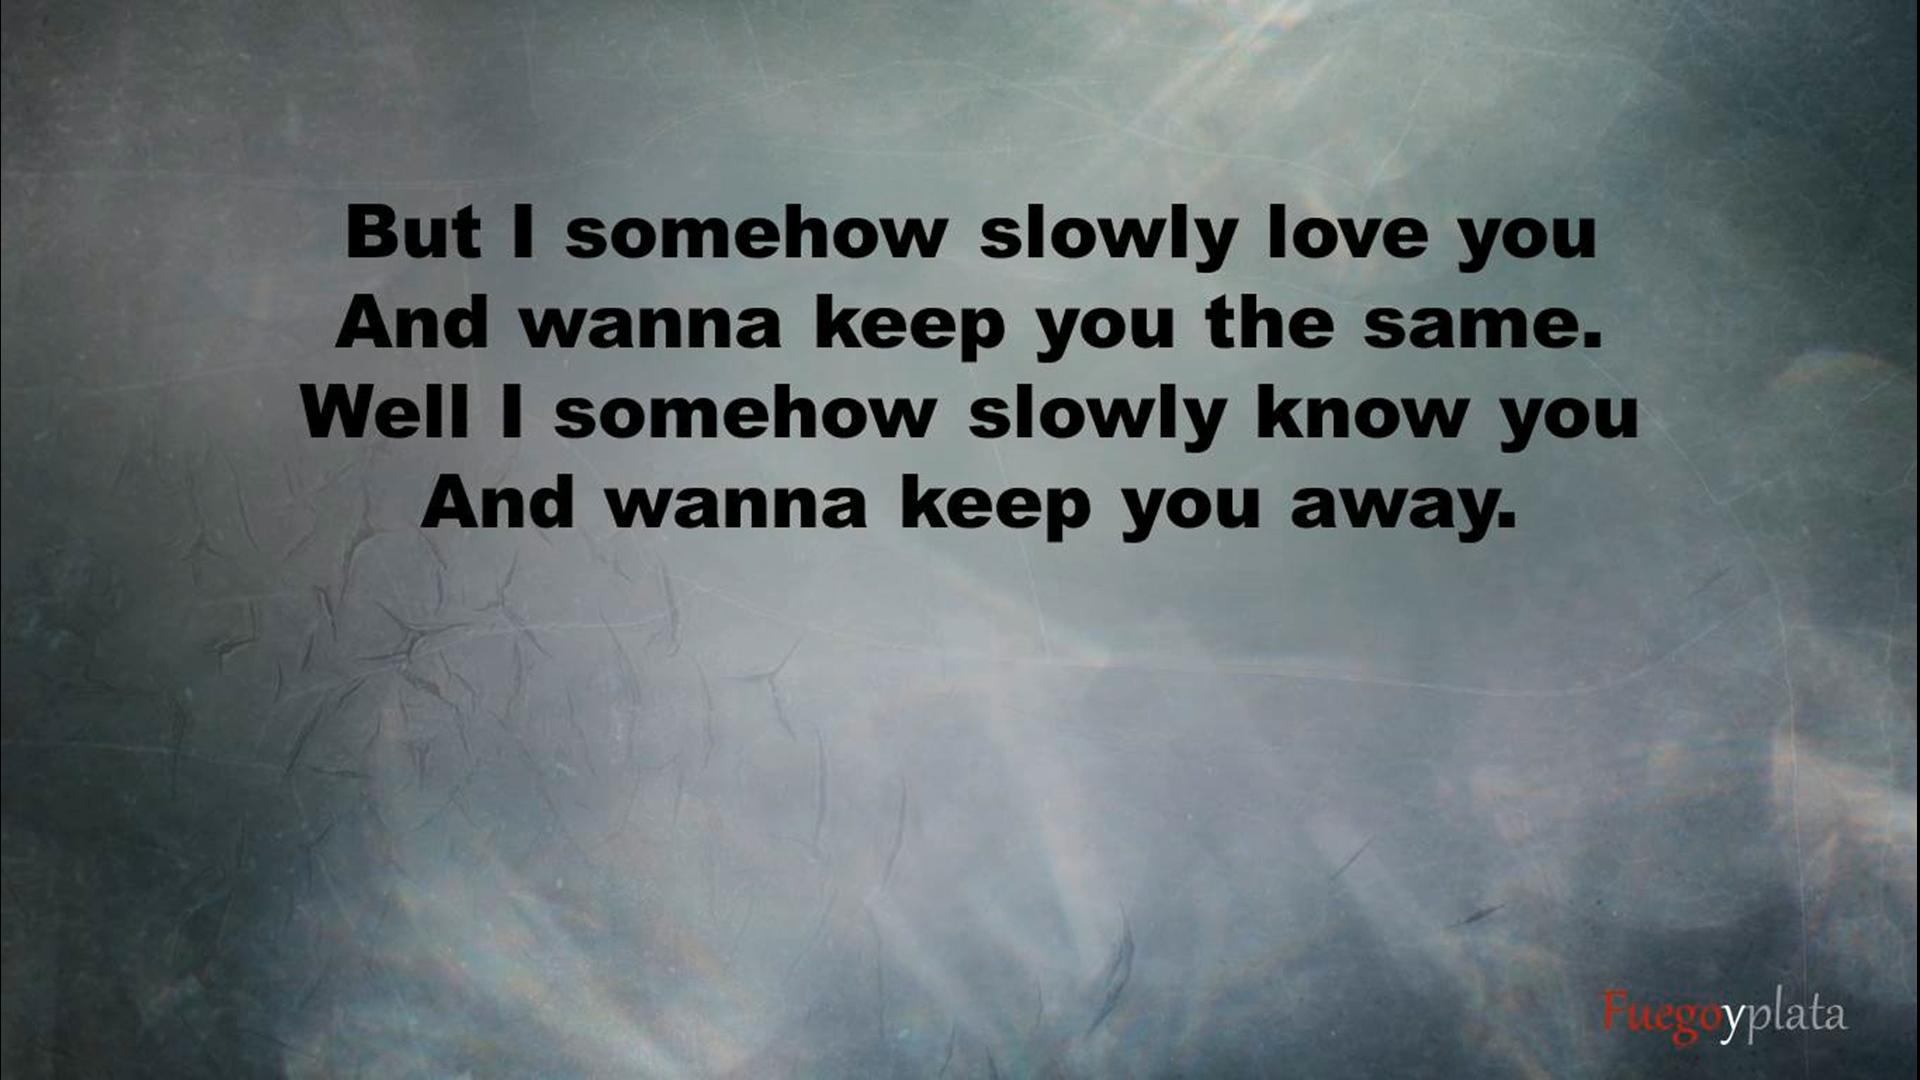 But I somehow slowly love you
And wanna keep you the same.
Well I somehow slowly know you
And wanna keep you away.
Fuegoyplata